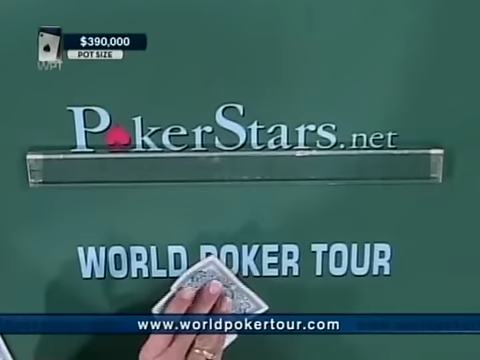 $390,000
POT SIZE
WPT
PokerStars.net
WORLD POKER TOUR
www.worldpokertour.com